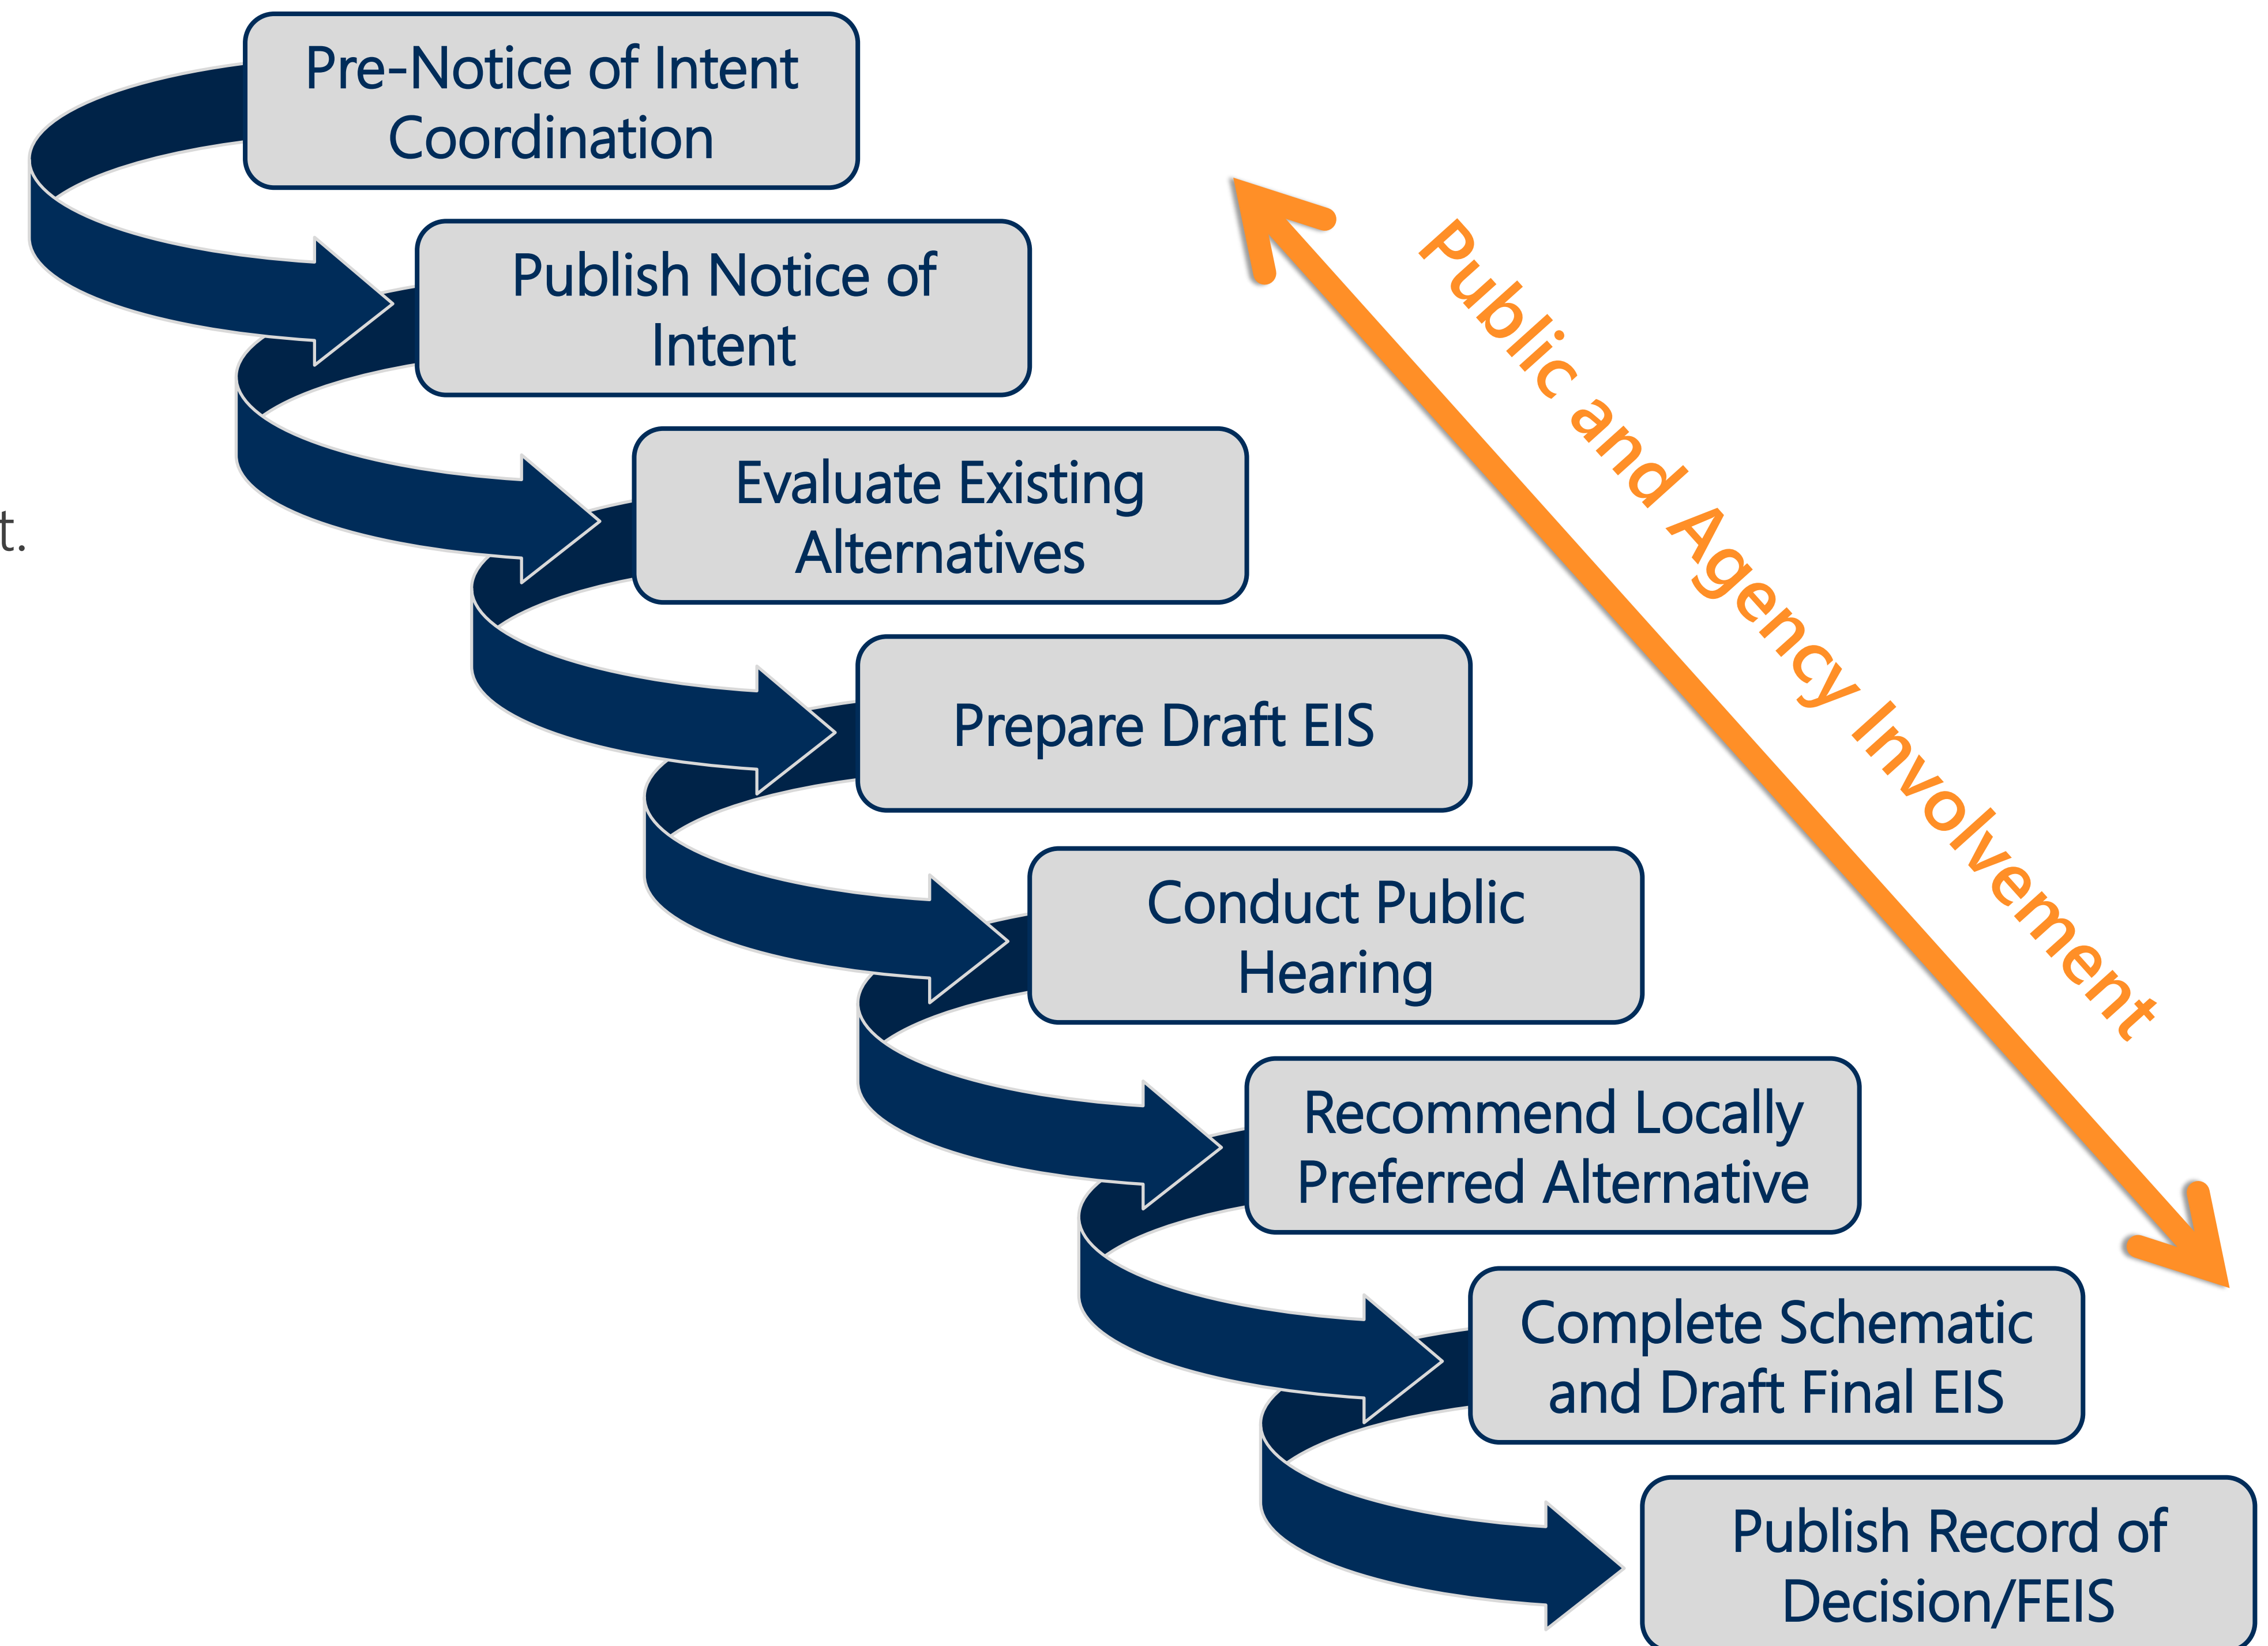 Pre-Notice of Intent
Coordination
Publish Notice of
Intent
Evaluate Existing
Alternatives
t.
Prepare Draft EIS
Conduct Public
Hearing
Recommend Locally
Preferred Alternative
Complete Schematic
and Draft Final EIS
Publish Record of
Decision/FEIS
Public and Agency Involvement